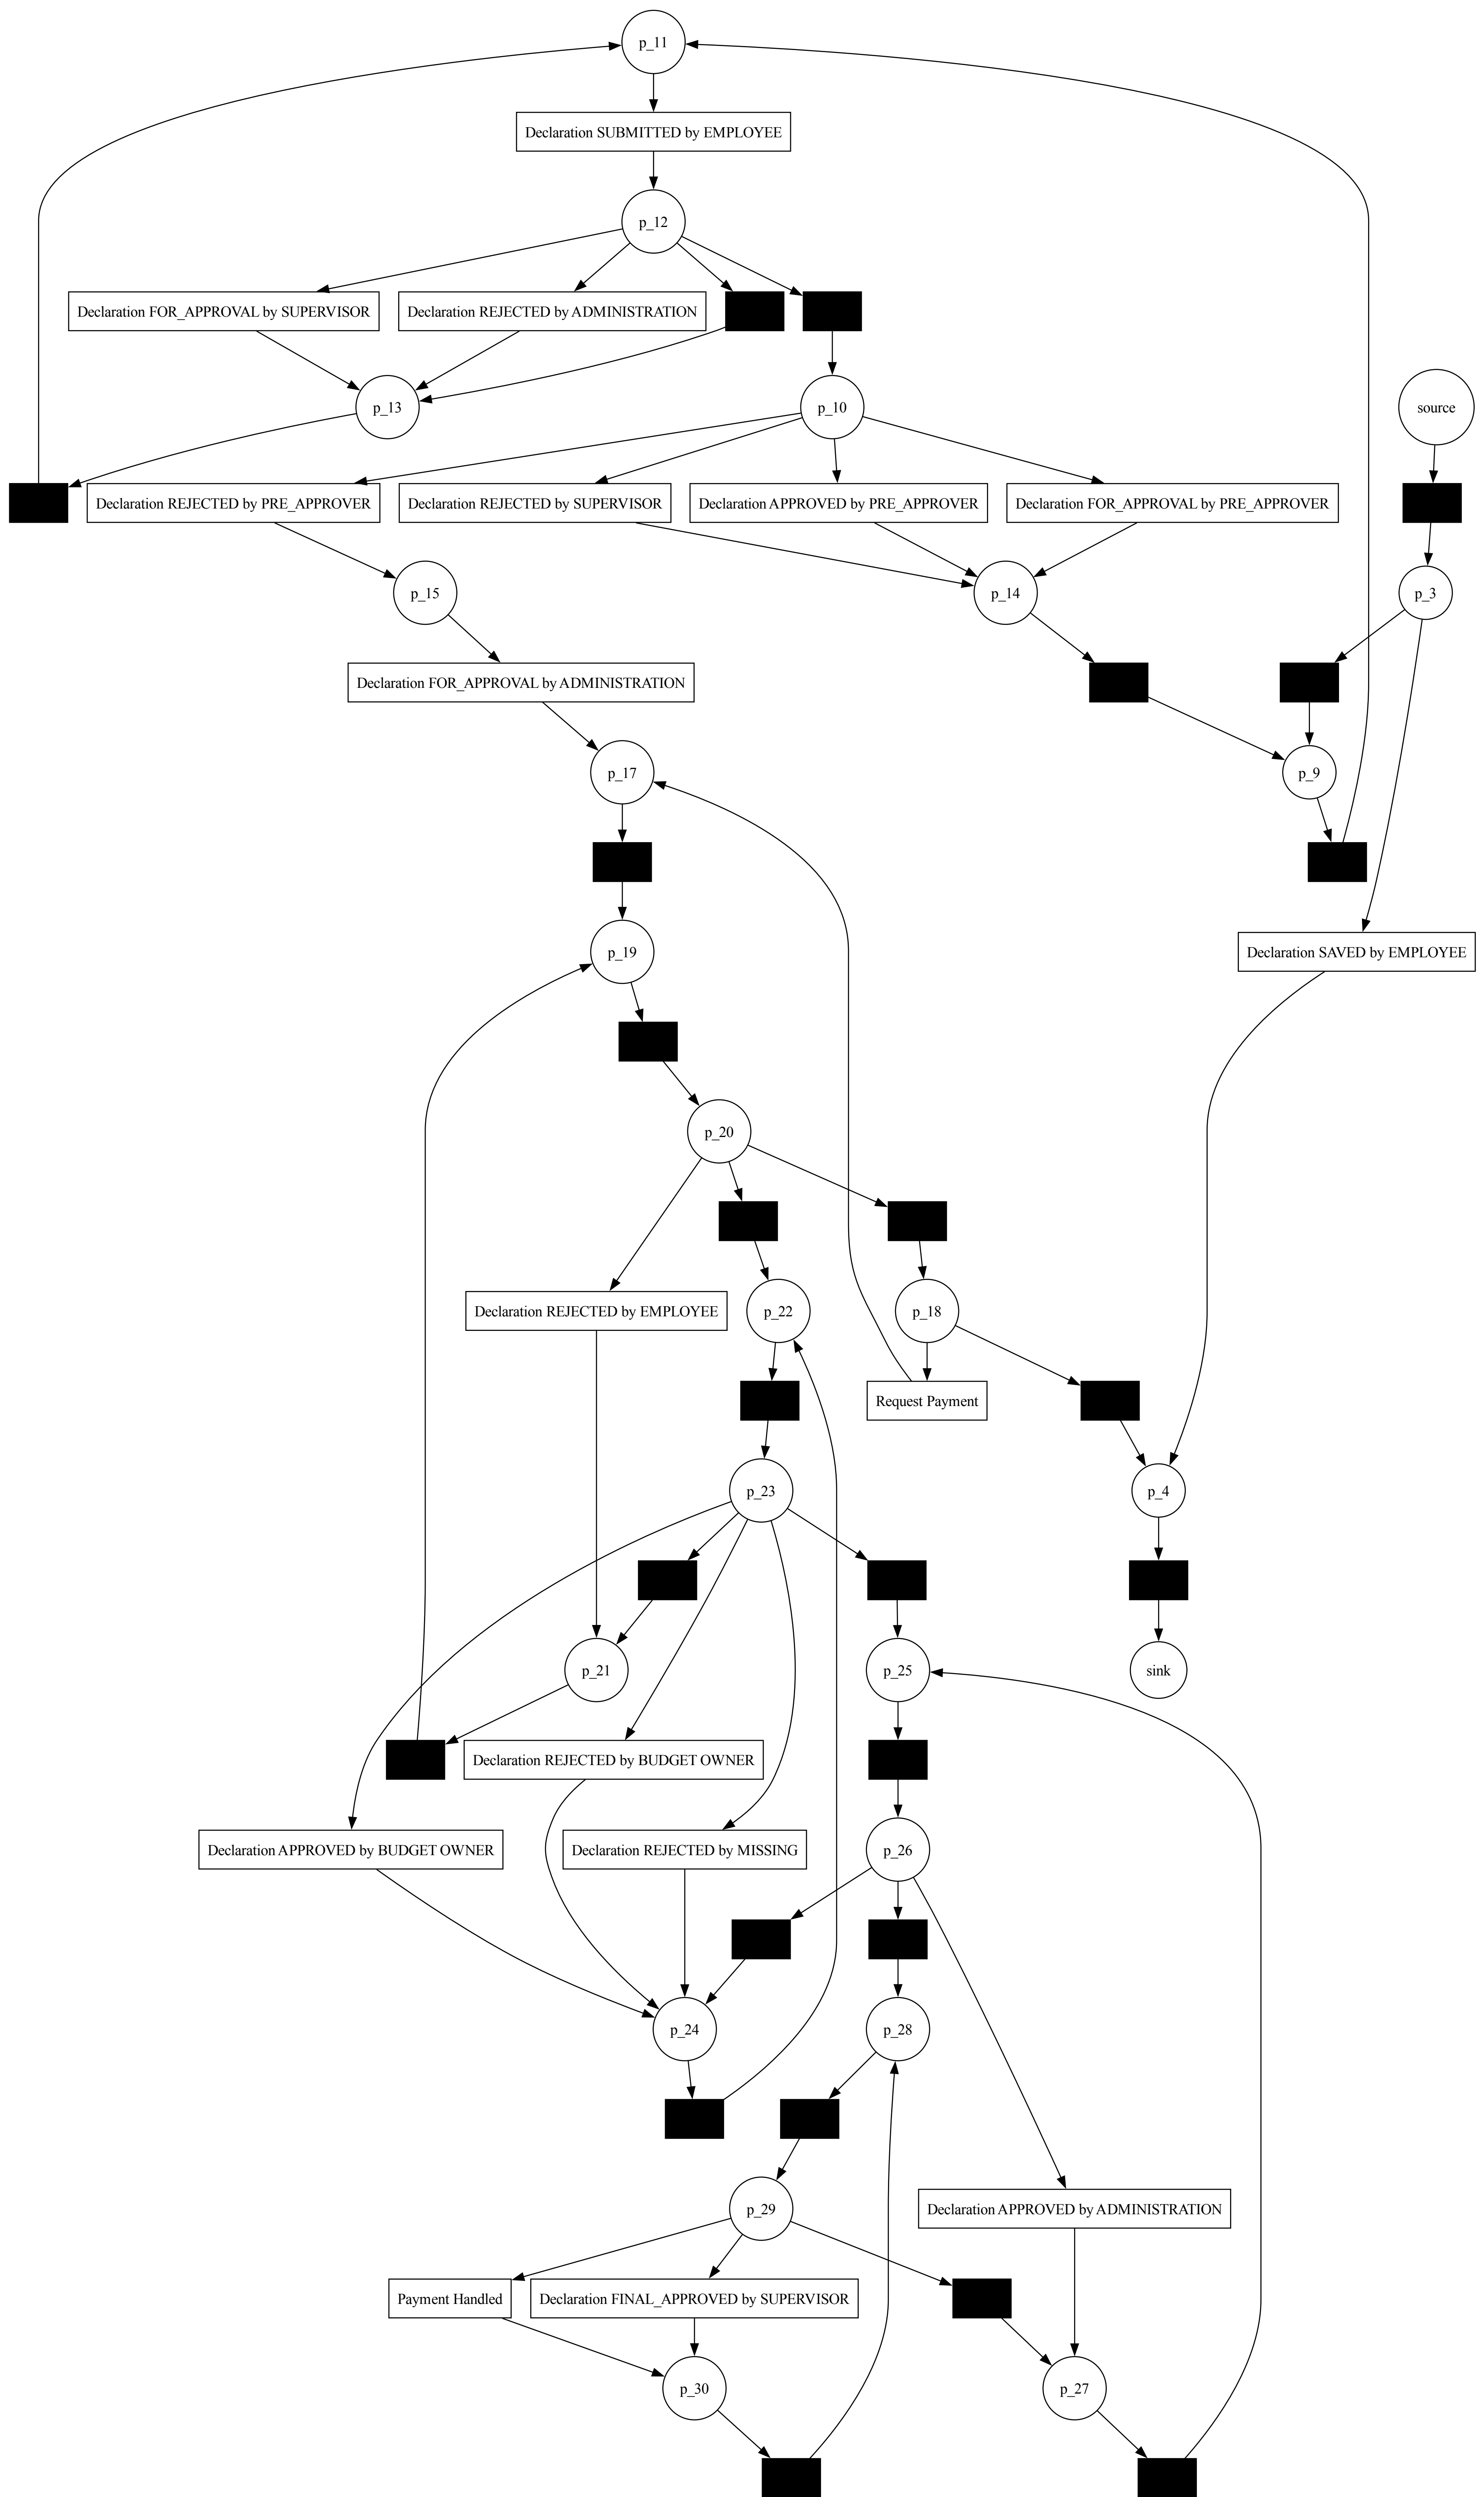 p_11
Declaration SUBMITTED by EMPLOYEE
p_12
Declaration FOR_APPROVAL by SUPERVISOR
Declaration REJECTED by ADMINISTRATION
p_13
p_10
source
Declaration REJECTED by PRE_APPROVER
Declaration REJECTED by SUPERVISOR
Declaration APPROVED by PRE_APPROVER
Declaration FOR_APPROVAL by PRE_APPROVER
p_15
p_14
p_3
Declaration FOR_APPROVAL by ADMINISTRATION
p_17
p_9
p_19
Declaration SAVED by EMPLOYEE
p_20
Declaration REJECTED by EMPLOYEE
p_22
p_18
Request Payment
p_23
p_4
p_21
p_25
sink
Declaration REJECTED by BUDGET OWNER
Declaration APPROVED by BUDGET OWNER
Declaration REJECTED by MISSING
p_26
p_24
p_28
p_29
Declaration APPROVED by ADMINISTRATION
Payment Handled
Declaration FINAL_APPROVED by SUPERVISOR
p_30
p_27